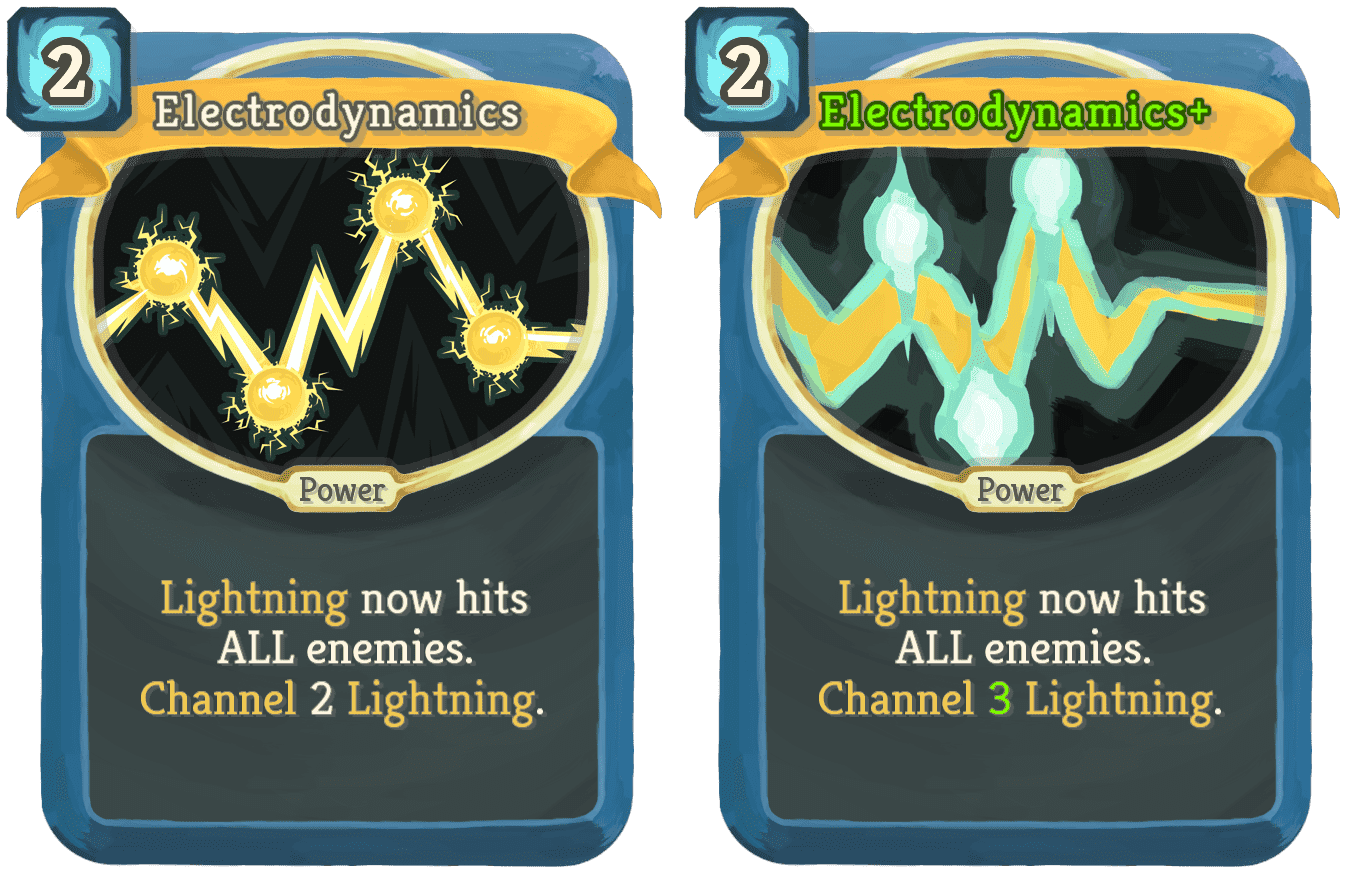 2
Electrodynamics
Power
Lightning now hits
ALL enemies.
Channel 2 Lightning.
2
Electrodynamics+
Power
Lightning now hits
ALL enemies.
Channel 3 Lightning.